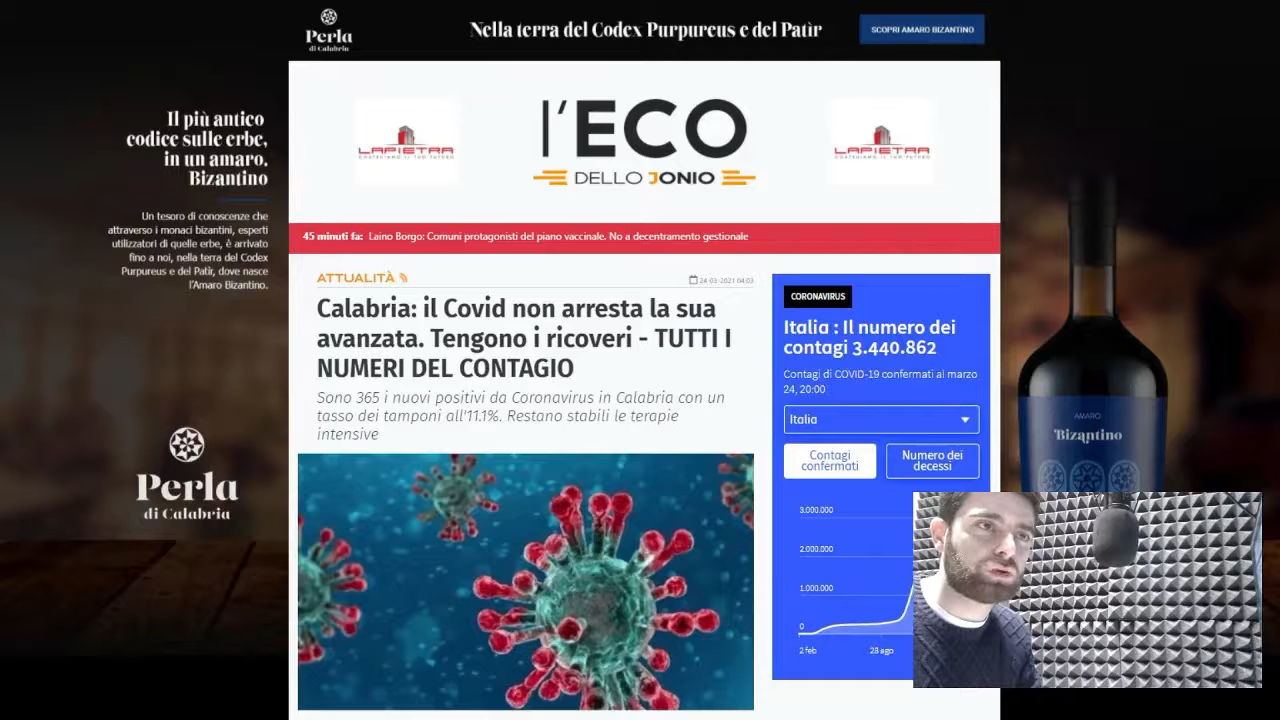 Perla
di Calabria
Nella terra del Codex Purpureus e del Patìr
SCOPRI AMARO BIZANTINO
Il più antico
codice sulle erbe,
in un amaro.
Bizantino
Un tesoro di conoscenze che
attraverso i monaci bizantini, esperti
utilizzatori di quelle erbe, è arrivato
fino a noi, nella terra del Codex
Purpureus e del Patìr, dove nasce
l'Amaro Bizantino.
Perla
di Calabria
LAPIETRA
COSTRUIAMO IL TUO FUTURO
l'ECO
DELLO JONIO
LAPIETRA
COSTRUIAMO IL TUO FUTURO
45 minuti fa: Laino Borgo: Comuni protagonisti del piano vaccinale. No a decentramento gestionale
ATTUALITÀ
24-03-2021 04:03
Calabria: il Covid non arresta la sua
avanzata. Tengono i ricoveri - TUTTI I
NUMERI DEL CONTAGIO
Sono 365 i nuovi positivi da Coronavirus in Calabria con un
tasso dei tamponi all'11.1%. Restano stabili le terapie
intensive
CORONAVIRUS
Italia : Il numero dei
contagi 3.440.862
Contagi di COVID-19 confermati al marzo
24, 20:00
Italia
Contagi
confermati
Numero dei
decessi
3.000.000
2.000.000
1.000.000
0
2 feb
28 ago
AMARO
Bizantino